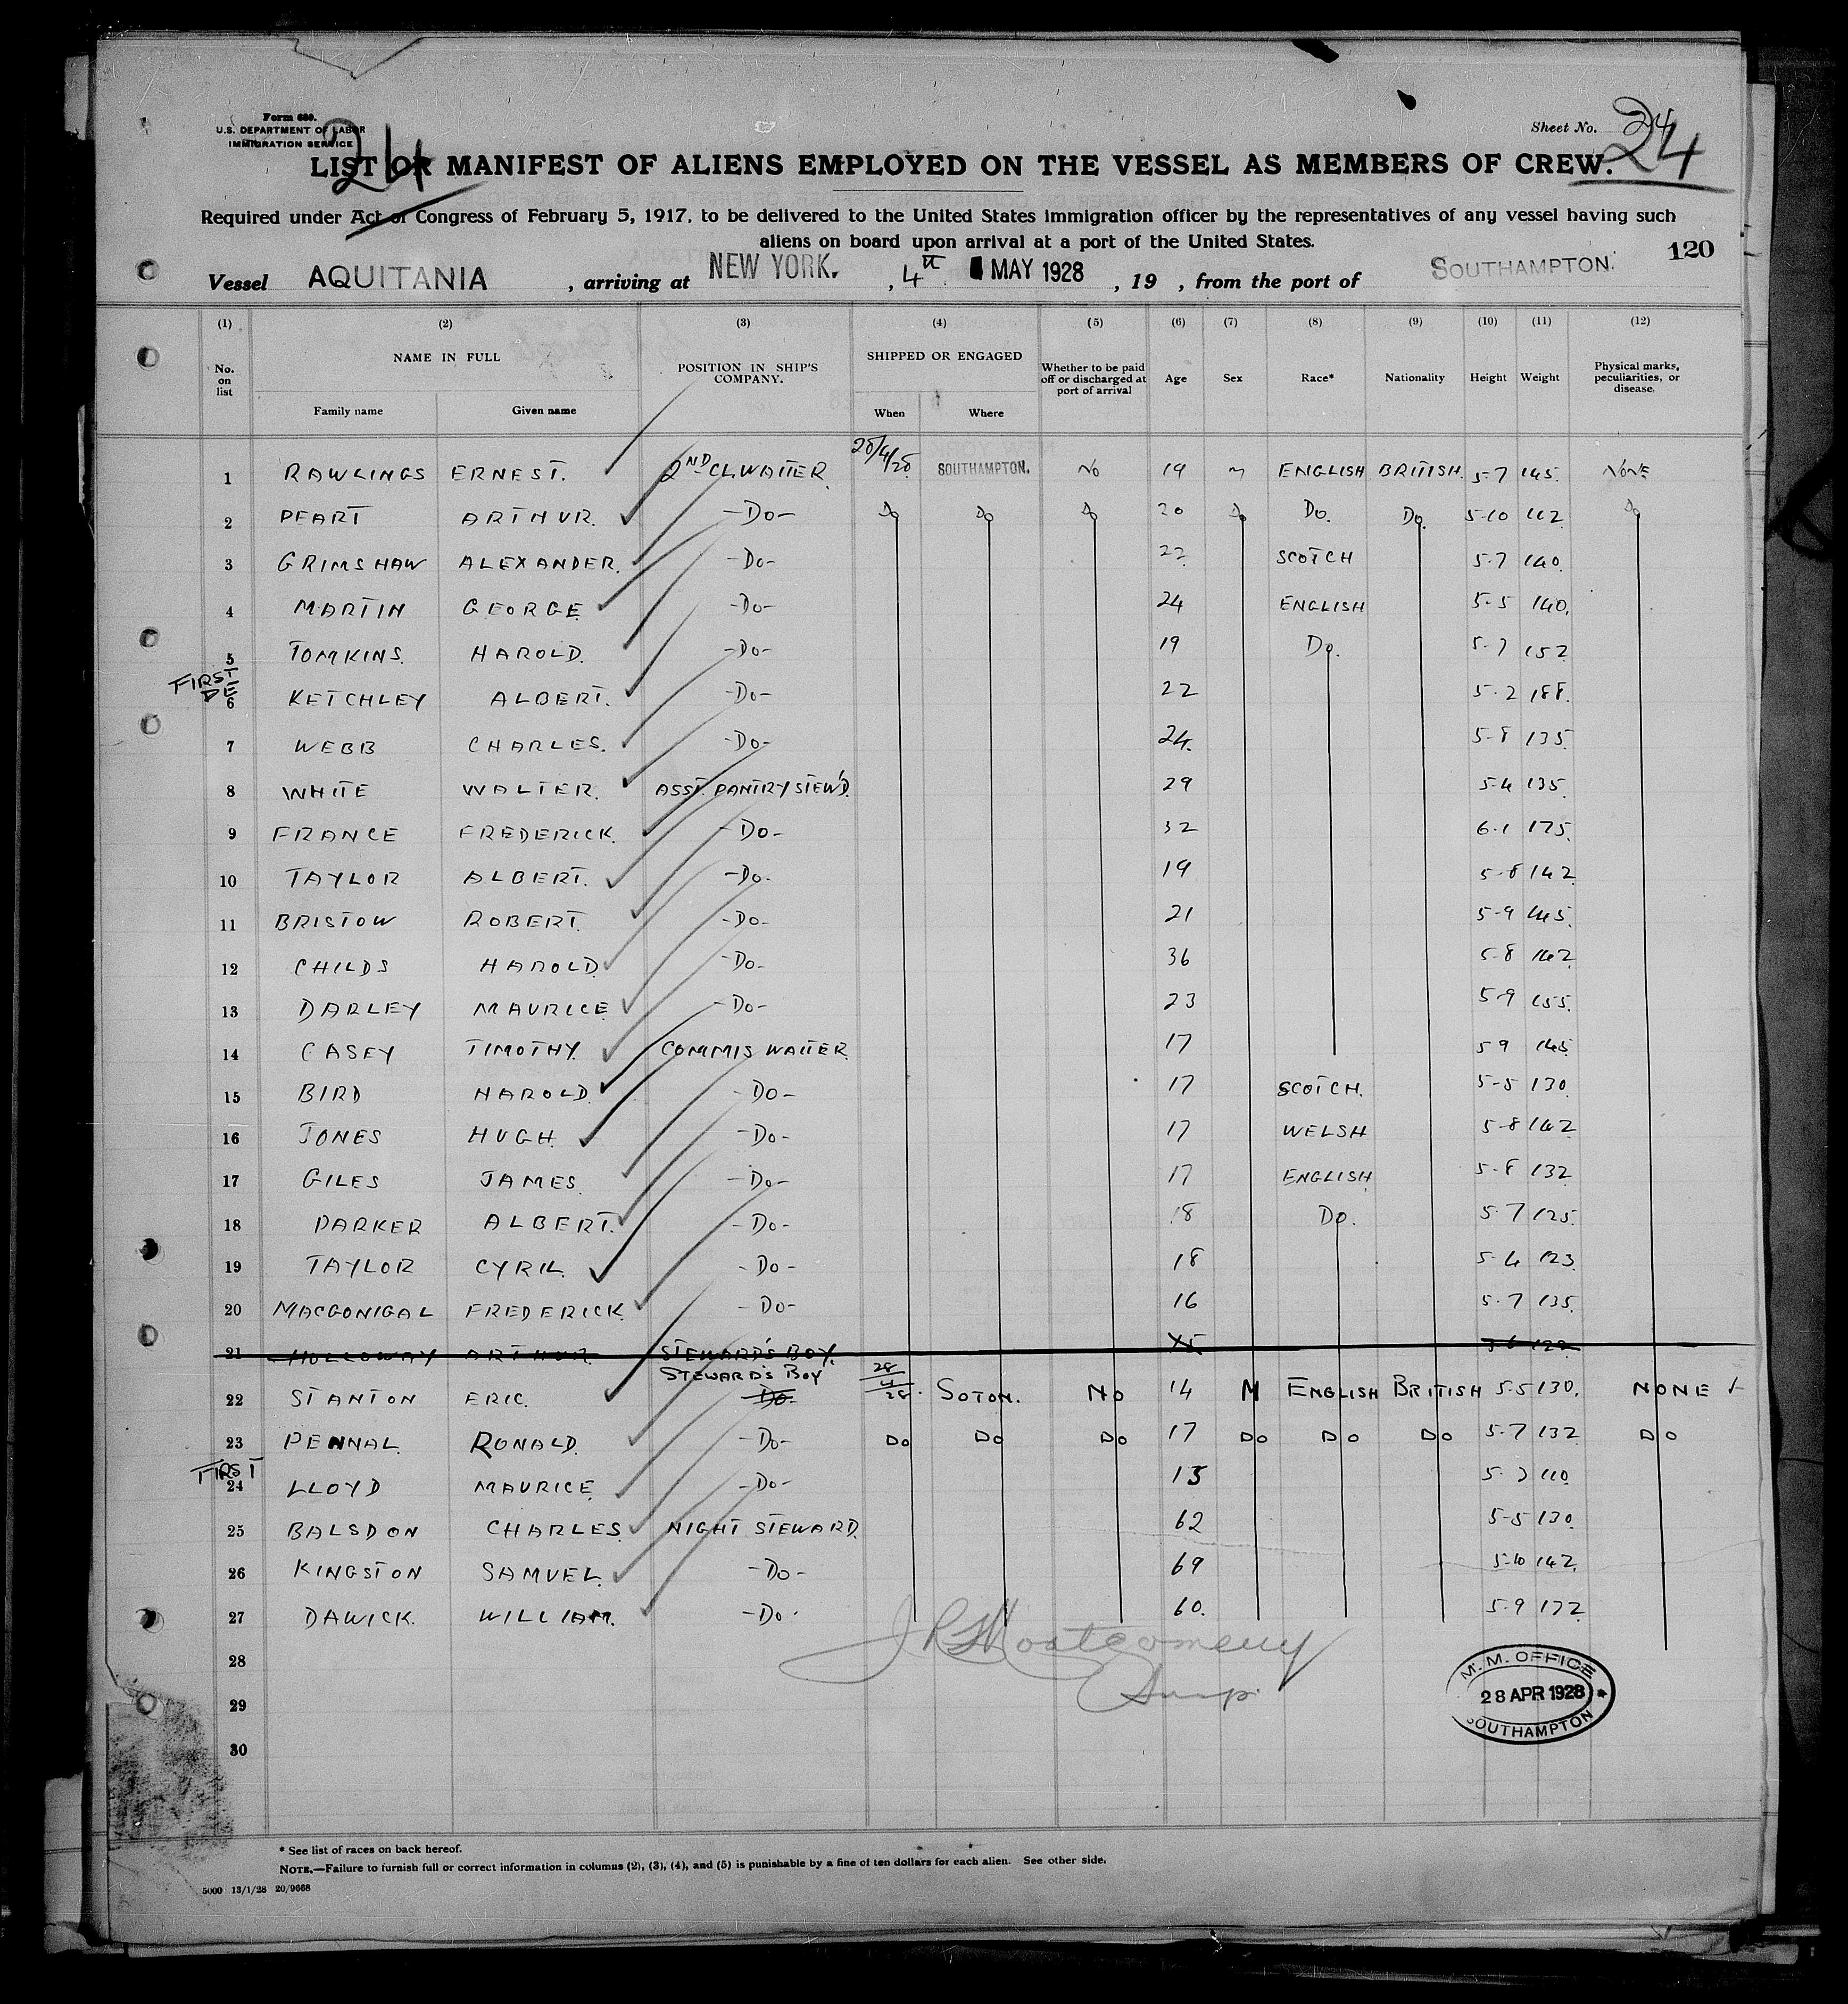 Form 680.
U.S. DEPARTMENT OF LABOR
IMMIGRATION SERVICE
24
Sheet No. 24
24
LIST OR MANIFEST OF ALIENS EMPLOYED ON THE VESSEL AS MEMBERS OF CREW.
Required under Act of Congress of February 5, 1917, to be delivered to the United States immigration officer by the representatives of any vessel having such
aliens on board upon arrival at a port of the United States.
120
Vessel AQUITANIA , arriving at NEW YORK. , 4th MAY 1928 , 19 , from the port of SOUTHAMPTON.
(1) (2) (3) (4) (5) (6) (7) (8) (9) (10) (11) (12)
No. on list NAME IN FULL POSITION IN SHIP'S COMPANY. SHIPPED OR ENGAGED Whether to be paid off or discharged at port of arrival Age Sex Race* Nationality Height Weight Physical marks, peculiarities, or disease.
Family name Given name When Where
1 RAWLINGS ERNEST. 2ND CL WAITER. SOUTHAMPTON. NO 19 M ENGLISH BRITISH. 5-7 145. NONE
2 PEART ARTHUR. -DO- DO DO DO 20 DO DO. DO. 5-10 162 DO
3 GRIMSHAW ALEXANDER. -DO- 22 SCOTCH 5-7 140.
4 MARTIN GEORGE -DO- 24 ENGLISH 5-5 140.
5 TOMKINS. HAROLD. -DO- 19 DO. 5-7 152
FIRST
6 KETCHLEY ALBERT. -DO- 22 5-2 188.
7 WEBB CHARLES. -DO- 24. 5-8 135.
8 WHITE WALTER. ASST. PANTRY STEW'D. 29 5-4 135.
9 FRANCE FREDERICK. -DO- 32 6-1 175.
10 TAYLOR ALBERT. -DO- 19 5-8 142.
11 BRISTOW ROBERT. -DO- 21 5-9 145.
12 CHILDS HAROLD. -DO- 36 5-8 142
13 DARLEY MAURICE -DO- 23 5-9 155.
14 CASEY TIMOTHY. COMMIS WAITER. 17 5 9 145
15 BIRD HAROLD. -DO- 17 SCOTCH. 5-5 130
16 JONES HUGH. -DO- 17 WELSH 5-8 142
17 GILES JAMES. -DO- 17 ENGLISH 5-8 132
18 PARKER ALBERT. -DO- 18 DO. 5-7 125.
19 TAYLOR CYRIL. -DO- 18 5-4 123.
20 MACGONIGAL FREDERICK. -DO- 16 5-7 135.
21 HOLLOWAY ARTHUR. STEWARD'S BOY. 15 5-6 122
22 STANTON ERIC. STEWARD'S BOY DO. 28/4/28. SOTON. NO 14 M ENGLISH BRITISH 5-5 130. NONE
23 PENNAL. RONALD. -DO- DO DO DO 17 DO DO DO 5-7 132 DO
FIRST
24 LLOYD MAURICE. -DO- 15 110
25 BALSDON CHARLES. NIGHT STEWARD. 62 5-5 130.
26 KINGSTON SAMUEL. -DO- 69 5-10 142.
27 DAWICK. WILLIAM. -DO- 60. 5-9 172
28
29
30
J R Montgomery
M.M. OFFICE
28 APR 1928
SOUTHAMPTON
* See list of races on back hereof.
NOTE.—Failure to furnish full or correct information in columns (2), (3), (4), and (5) is punishable by a fine of ten dollars for each alien. See other side.
5000 13/1/28 20/9668